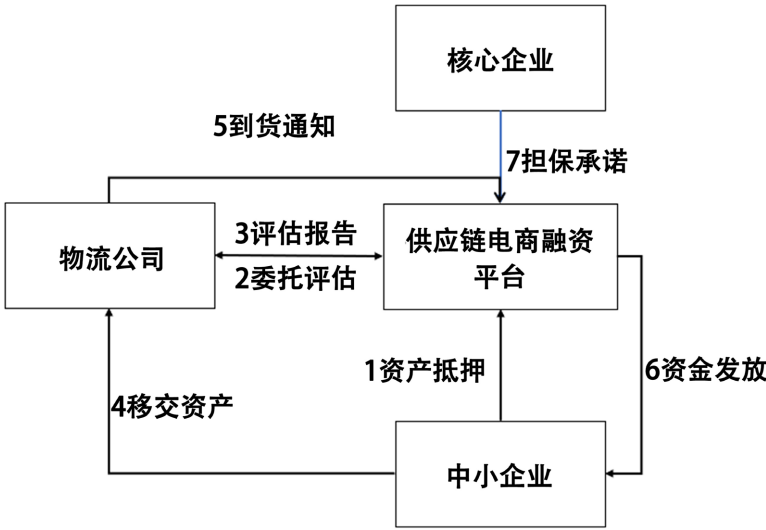 核心企业
5到货通知
7担保承诺
物流公司
3评估报告
2委托评估
供应链电商融资
平台
1资产抵押
6资金发放
4移交资产
中小企业